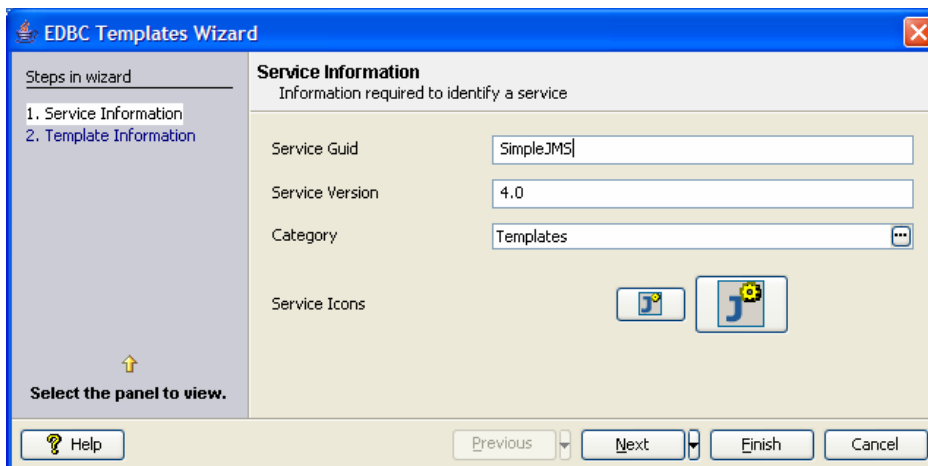 EDBC Templates Wizard
Steps in wizard
1. Service Information
2. Template Information
Select the panel to view.
Service Information
Information required to identify a service
Service Guid SimpleJMS
Service Version 4.0
Category Templates ...
Service Icons J J
? Help Previous Next Finish Cancel